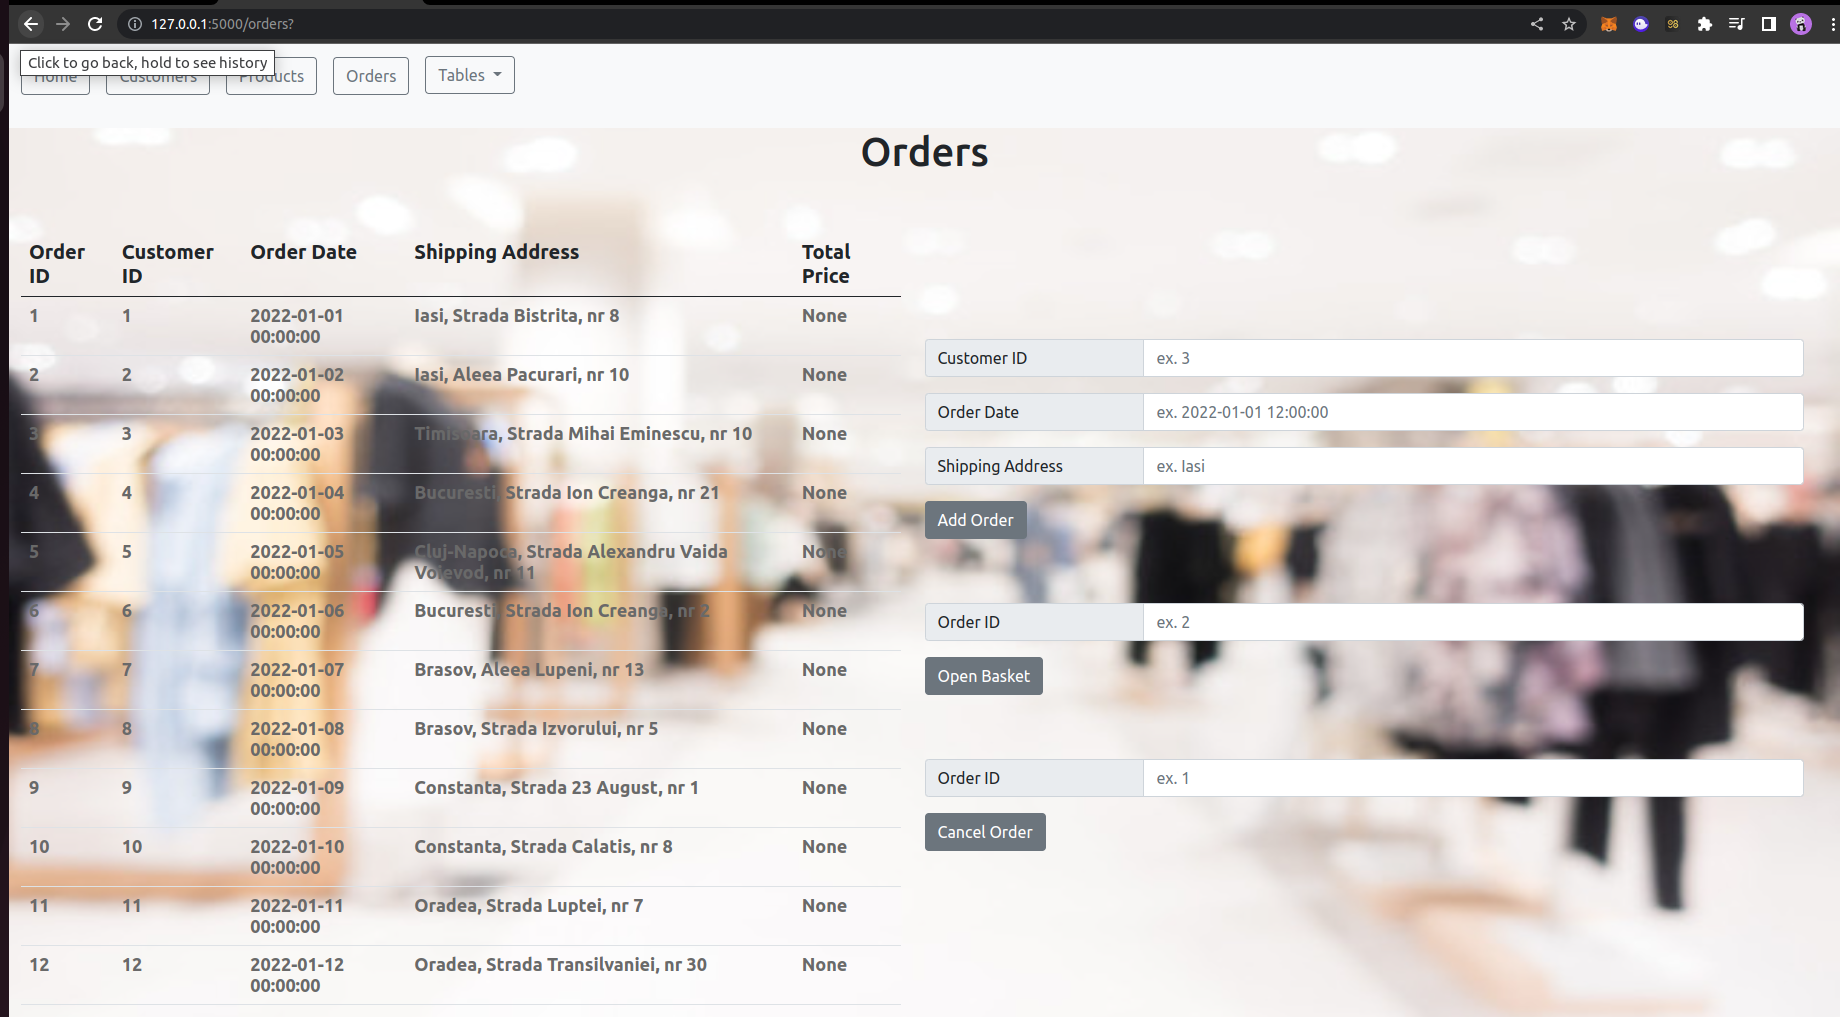 127.0.0.1:5000/orders?
Click to go back, hold to see history
Home Customers Products Orders Tables
Orders
Order ID Customer ID Order Date Shipping Address Total Price
1 1 2022-01-01 00:00:00 Iasi, Strada Bistrita, nr 8 None
2 2 2022-01-02 00:00:00 Iasi, Aleea Pacurari, nr 10 None
3 3 2022-01-03 00:00:00 Timisoara, Strada Mihai Eminescu, nr 10 None
4 4 2022-01-04 00:00:00 Bucuresti, Strada Ion Creanga, nr 21 None
5 5 2022-01-05 00:00:00 Cluj-Napoca, Strada Alexandru Vaida Voievod, nr 11 None
6 6 2022-01-06 00:00:00 Bucuresti, Strada Ion Creanga, nr 2 None
7 7 2022-01-07 00:00:00 Brasov, Aleea Lupeni, nr 13 None
8 8 2022-01-08 00:00:00 Brasov, Strada Izvorului, nr 5 None
9 9 2022-01-09 00:00:00 Constanta, Strada 23 August, nr 1 None
10 10 2022-01-10 00:00:00 Constanta, Strada Calatis, nr 8 None
11 11 2022-01-11 00:00:00 Oradea, Strada Luptei, nr 7 None
12 12 2022-01-12 00:00:00 Oradea, Strada Transilvaniei, nr 30 None
Customer ID ex. 3
Order Date ex. 2022-01-01 12:00:00
Shipping Address ex. Iasi
Add Order
Order ID ex. 2
Open Basket
Order ID ex. 1
Cancel Order